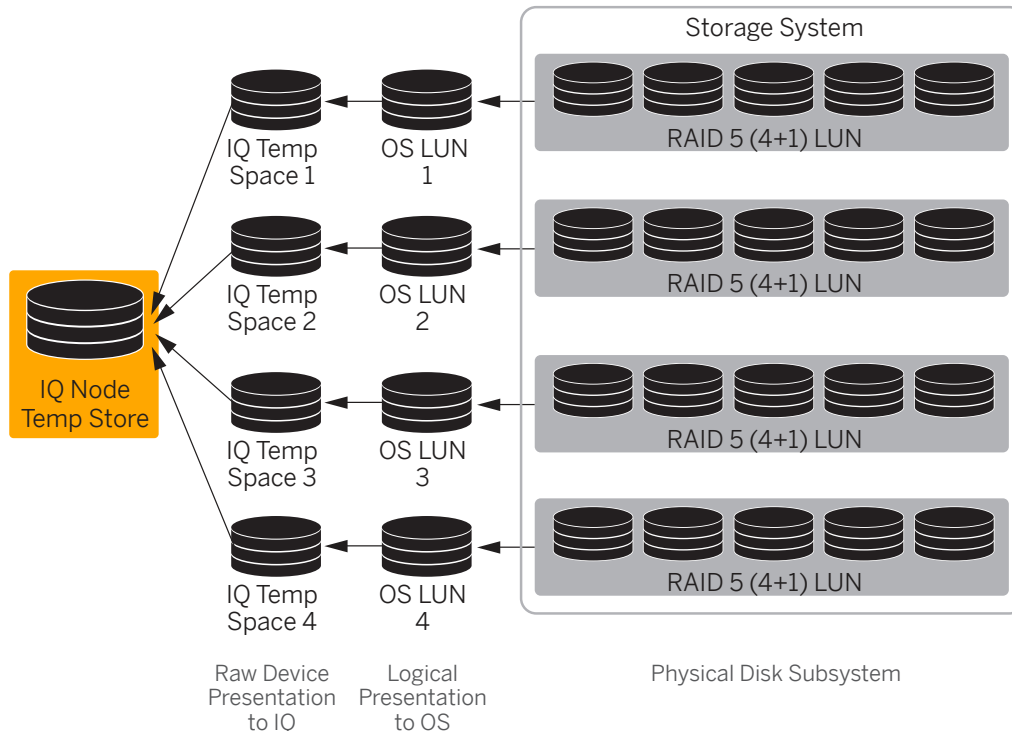 Storage System
RAID 5 (4+1) LUN
IQ Temp
Space 1
OS LUN
1
RAID 5 (4+1) LUN
IQ Temp
Space 2
OS LUN
2
IQ Node
Temp Store
RAID 5 (4+1) LUN
IQ Temp
Space 3
OS LUN
3
RAID 5 (4+1) LUN
IQ Temp
Space 4
OS LUN
4
Raw Device
Presentation
to IQ
Logical
Presentation
to OS
Physical Disk Subsystem